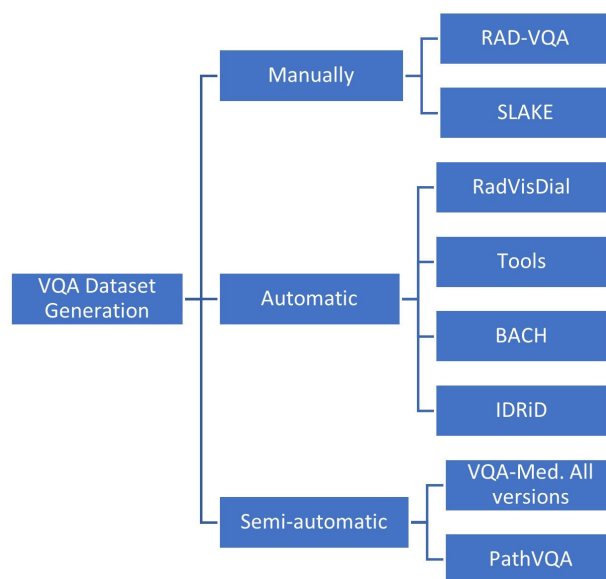 VQA Dataset
Generation
Manually
RAD-VQA
SLAKE
Automatic
RadVisDial
Tools
BACH
IDRiD
Semi-automatic
VQA-Med. All
versions
PathVQA